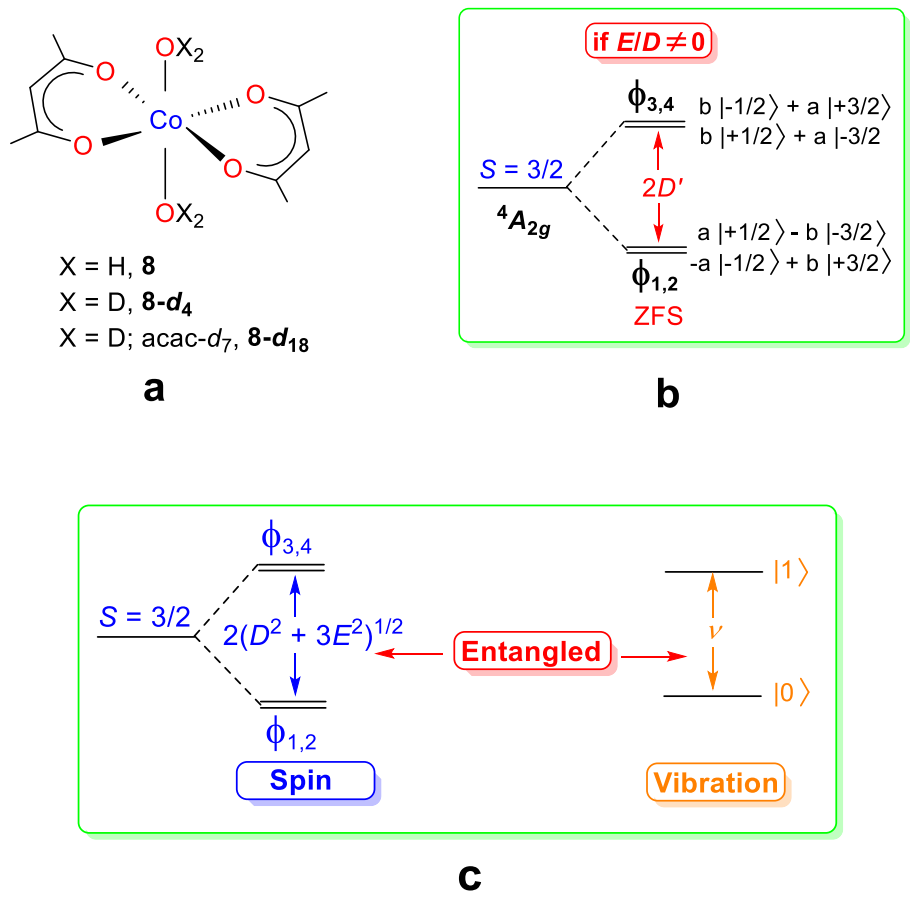 OX₂
O
O
Co
O
O
OX₂
X = H, 8
X = D, 8-d₄
X = D; acac-d₇, 8-d₁₈
a
if E/D ≠ 0
ϕ₃,₄
b |-1/2⟩ + a |+3/2⟩
b |+1/2⟩ + a |-3/2
S = 3/2
⁴A₂g
2D'
a |+1/2⟩ - b |-3/2⟩
-a |-1/2⟩ + b |+3/2⟩
ϕ₁,₂
ZFS
b
ϕ₃,₄
S = 3/2
2(D² + 3E²)^1/2
ϕ₁,₂
Spin
Entangled
|1⟩
ν
|0⟩
Vibration
c